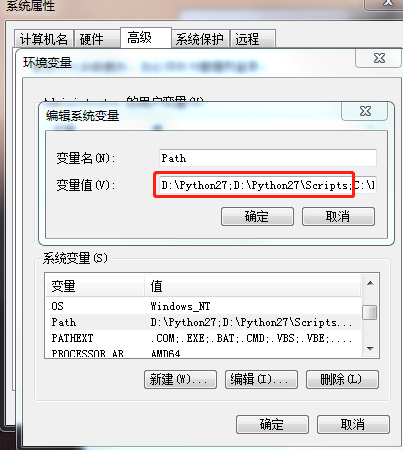 系统属性
计算机名 硬件 高级 系统保护 远程
环境变量
的用户变量(U)
编辑系统变量
变量名(N): Path
变量值(V): D:\Python27;D:\Python27\Scripts;C:\
确定 取消
系统变量(S)
变量 值
OS Windows_NT
Path D:\Python27;D:\Python27\Scripts...
PATHEXT .COM;.EXE;.BAT;.CMD;.VBS;.VBE;....
PROCESSOR_AR AMD64
新建(W)... 编辑(I)... 删除(L)
确定 取消